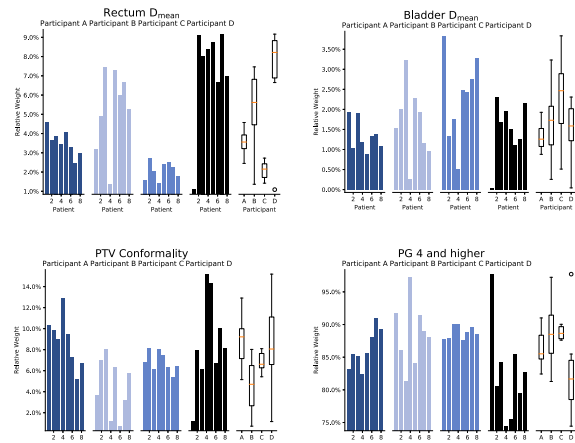 Rectum Dmean
Participant A Participant B Participant C Participant D
9.0%
8.0%
7.0%
6.0%
5.0%
4.0%
3.0%
2.0%
1.0%
Relative Weight
2 4 6 8 2 4 6 8 2 4 6 8 2 4 6 8 A B C D
Patient Patient Patient Patient Participant
Bladder Dmean
Participant A Participant B Participant C Participant D
3.50%
3.00%
2.50%
2.00%
1.50%
1.00%
0.50%
0.00%
Relative Weight
2 4 6 8 2 4 6 8 2 4 6 8 2 4 6 8 A B C D
Patient Patient Patient Patient Participant
PTV Conformality
Participant A Participant B Participant C Participant D
14.0%
12.0%
10.0%
8.0%
6.0%
4.0%
2.0%
Relative Weight
2 4 6 8 2 4 6 8 2 4 6 8 2 4 6 8 A B C D
PG 4 and higher
Participant A Participant B Participant C Participant D
95.0%
90.0%
85.0%
80.0%
75.0%
Relative Weight
2 4 6 8 2 4 6 8 2 4 6 8 2 4 6 8 A B C D